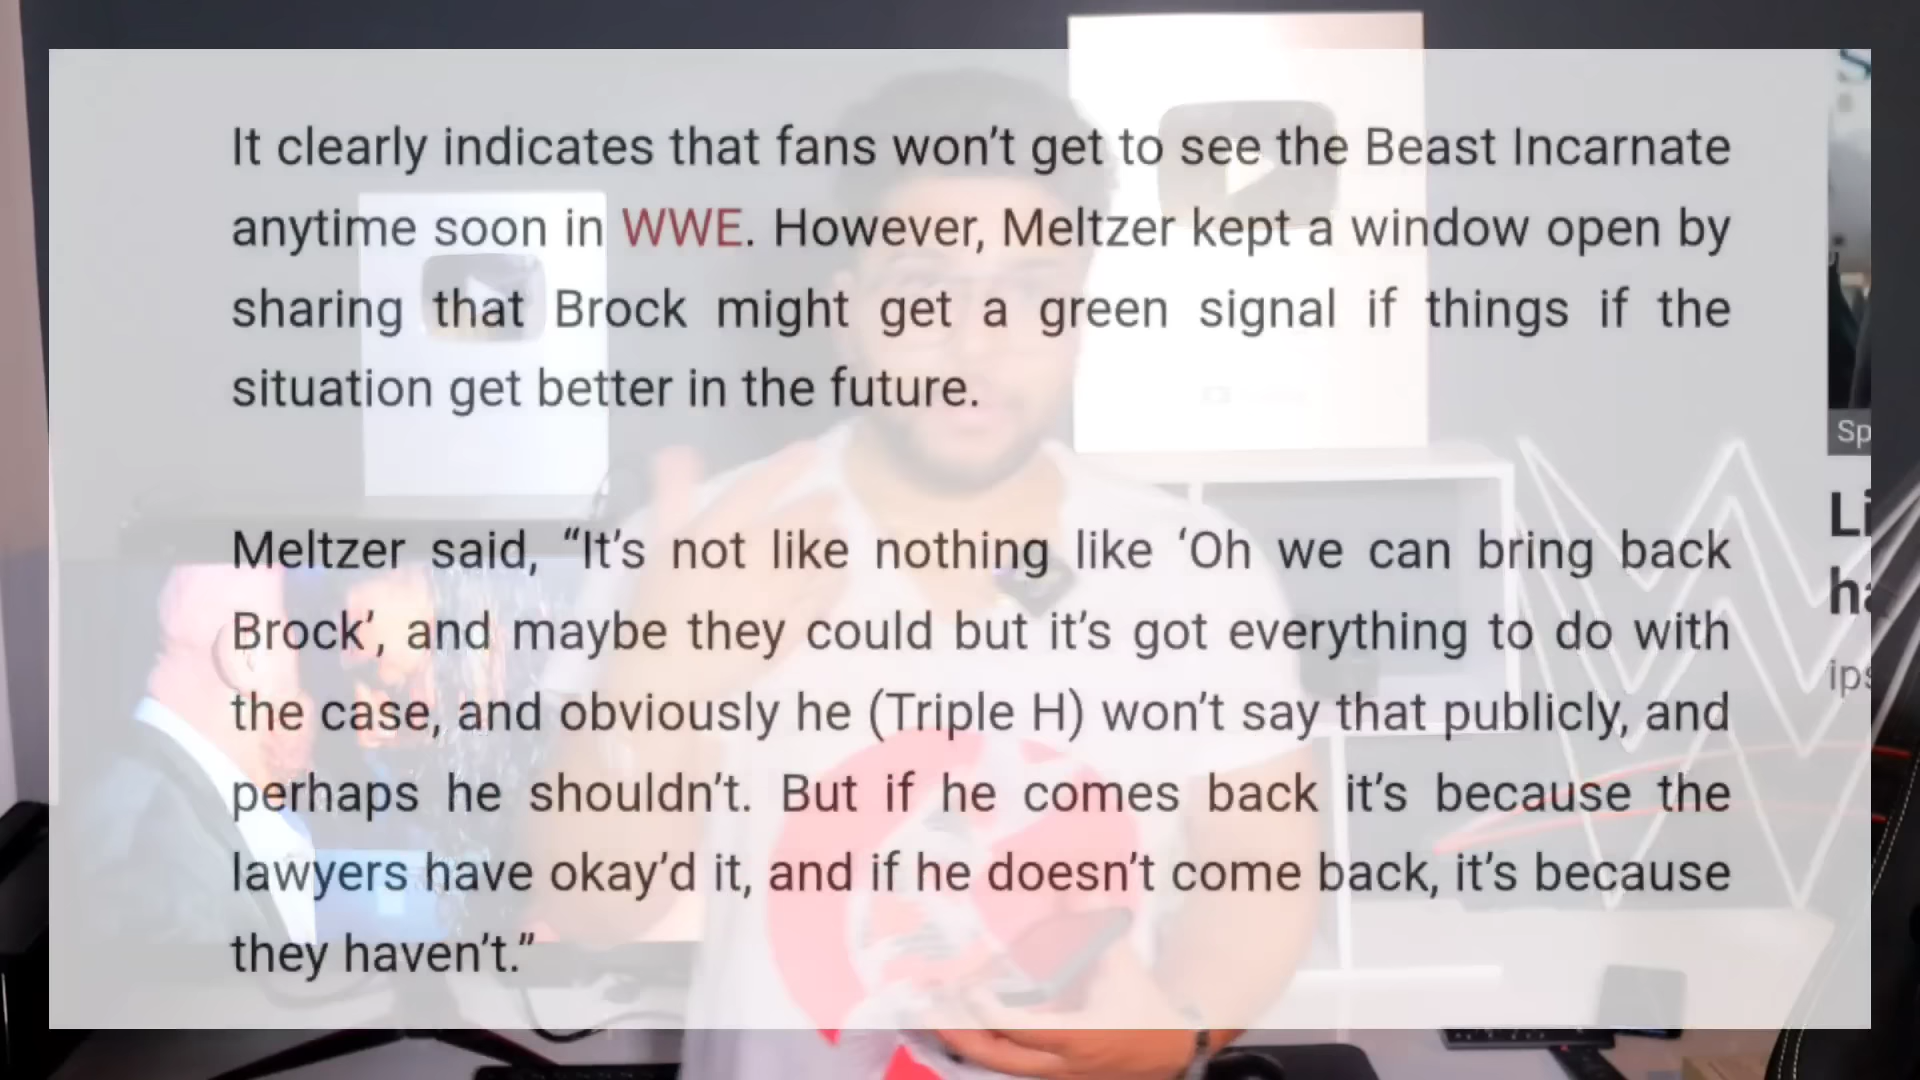 It clearly indicates that fans won’t get to see the Beast Incarnate
anytime soon in WWE. However, Meltzer kept a window open by
sharing that Brock might get a green signal if things if the
situation get better in the future.
Meltzer said, “It’s not like nothing like ‘Oh we can bring back
Brock’, and maybe they could but it’s got everything to do with
the case, and obviously he (Triple H) won’t say that publicly, and
perhaps he shouldn’t. But if he comes back it’s because the
lawyers have okay’d it, and if he doesn’t come back, it’s because
they haven’t.”